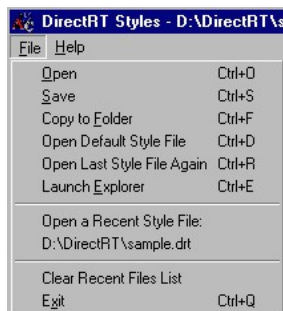 DirectRT Styles - D:\DirectRT\s
File Help
Open Ctrl+O
Save Ctrl+S
Copy to Folder Ctrl+F
Open Default Style File Ctrl+D
Open Last Style File Again Ctrl+R
Launch Explorer Ctrl+E
Open a Recent Style File:
D:\DirectRT\sample.drt
Clear Recent Files List
Exit Ctrl+Q